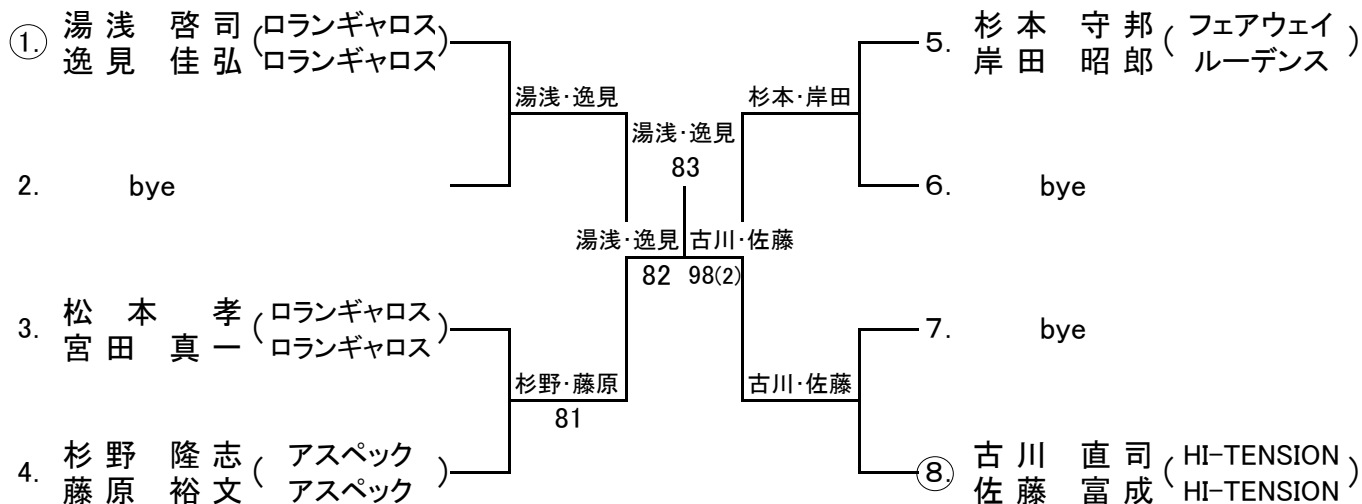 ① 湯浅 啓司 (ロランギャロス)
逸見 佳弘 (ロランギャロス)
2. bye
3. 松本 孝 (ロランギャロス)
宮田 真一 (ロランギャロス)
4. 杉野 隆志 (アスペック)
藤原 裕文 (アスペック)
湯浅・逸見
杉野・藤原
81
湯浅・逸見
82
湯浅・逸見
83
古川・佐藤
98(2)
杉本・岸田
古川・佐藤
5. 杉本 守邦 (フェアウェイ)
岸田 昭郎 (ルーデンス)
6. bye
7. bye
⑧ 古川 直司 (HI-TENSION)
佐藤 富成 (HI-TENSION)